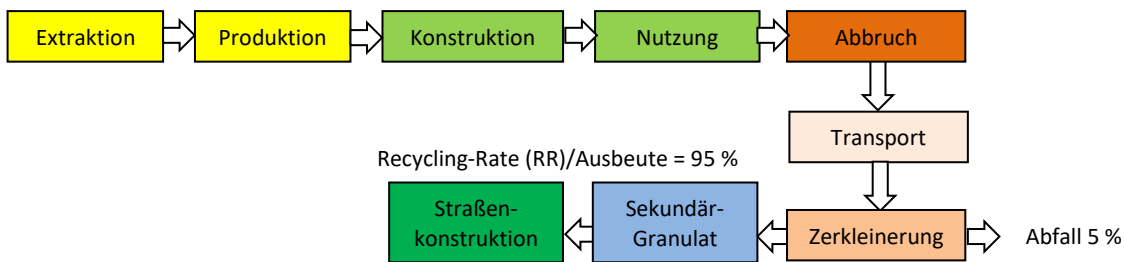 Extraktion
Produktion
Konstruktion
Nutzung
Abbruch
Transport
Recycling-Rate (RR)/Ausbeute = 95 %
Straßen-
konstruktion
Sekundär-
Granulat
Zerkleinerung
Abfall 5 %